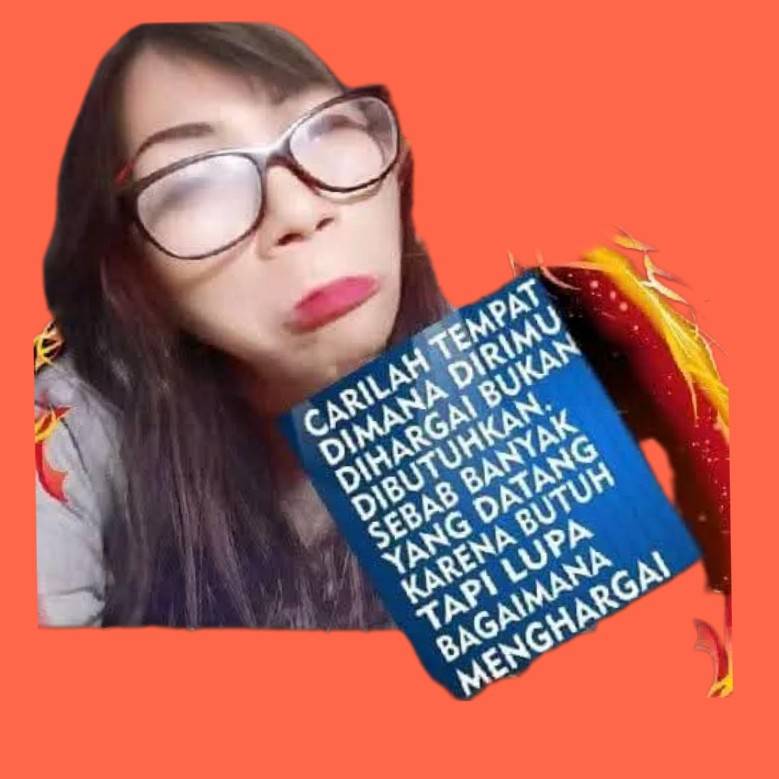 CARILAH TEMPAT
DIMANA DIRIMU
DIHARGAI BUKAN
DIBUTUHKAN.
SEBAB BANYAK
YANG DATANG
KARENA BUTUH
TAPI LUPA
BAGAIMANA
MENGHARGAI